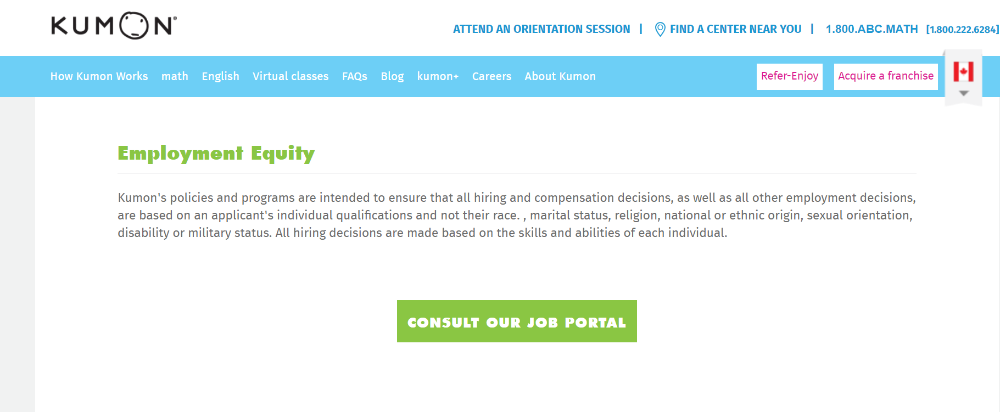 KUMON®
ATTEND AN ORIENTATION SESSION | FIND A CENTER NEAR YOU | 1.800.ABC.MATH [1.800.222.6284]
How Kumon Works math English Virtual classes FAQs Blog kumon+ Careers About Kumon Refer-Enjoy Acquire a franchise
Employment Equity
Kumon's policies and programs are intended to ensure that all hiring and compensation decisions, as well as all other employment decisions,
are based on an applicant's individual qualifications and not their race. , marital status, religion, national or ethnic origin, sexual orientation,
disability or military status. All hiring decisions are made based on the skills and abilities of each individual.
CONSULT OUR JOB PORTAL